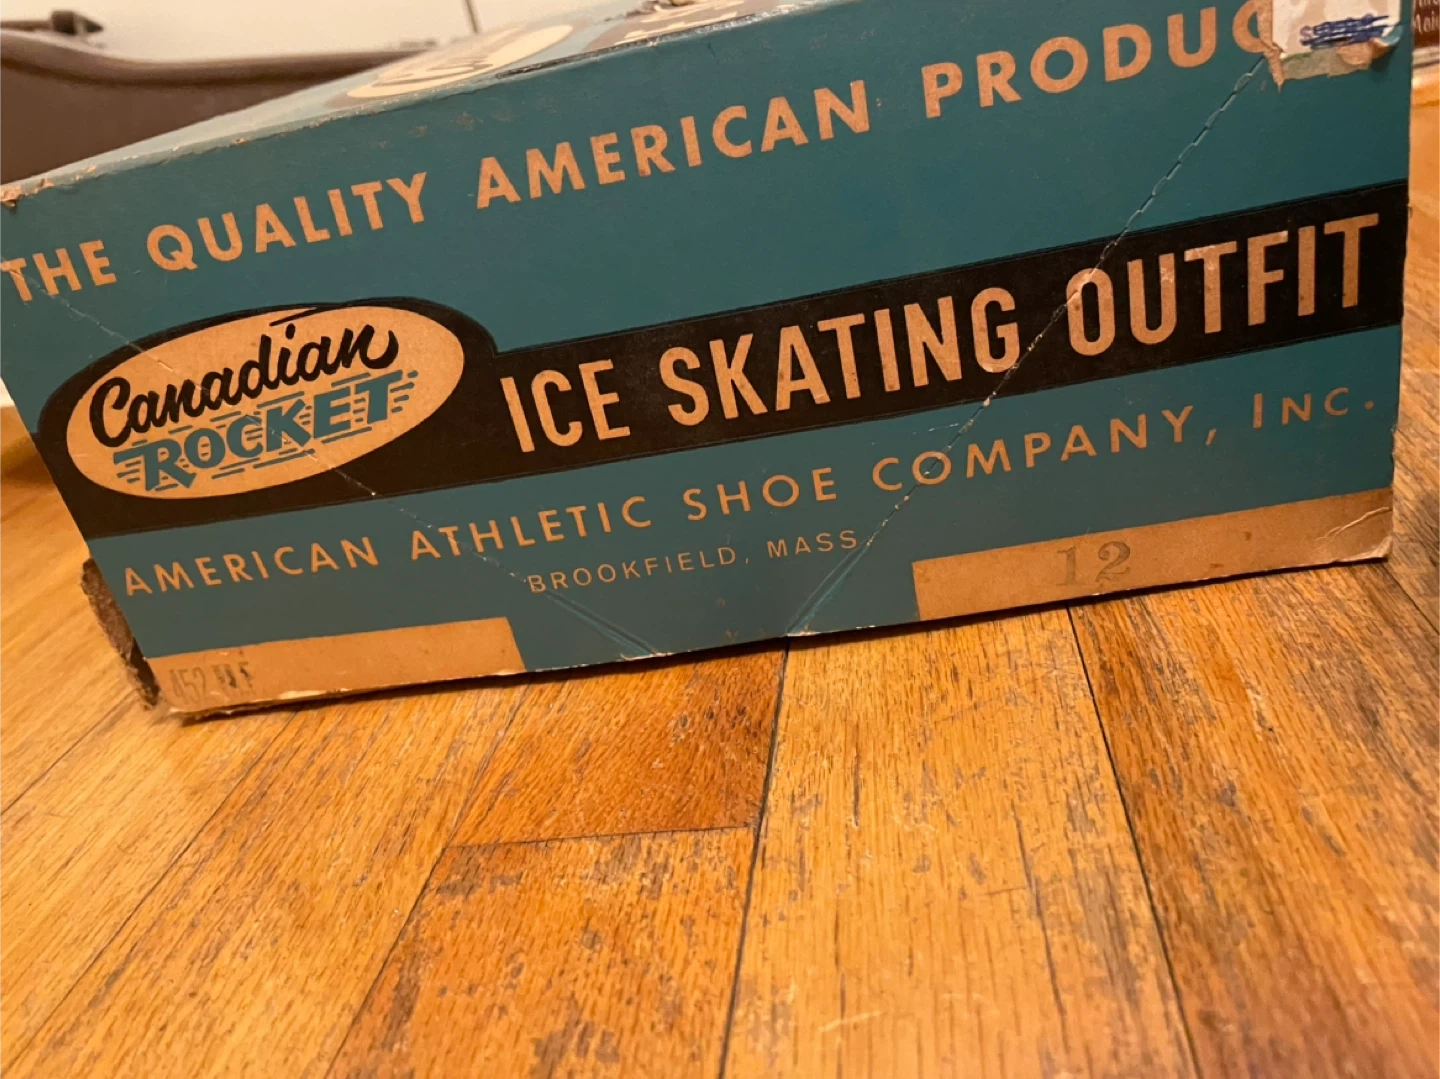 THE QUALITY AMERICAN PRODUC
Canadian
ROCKET
ICE SKATING OUTFIT
AMERICAN ATHLETIC SHOE COMPANY, INC.
BROOKFIELD, MASS.
12